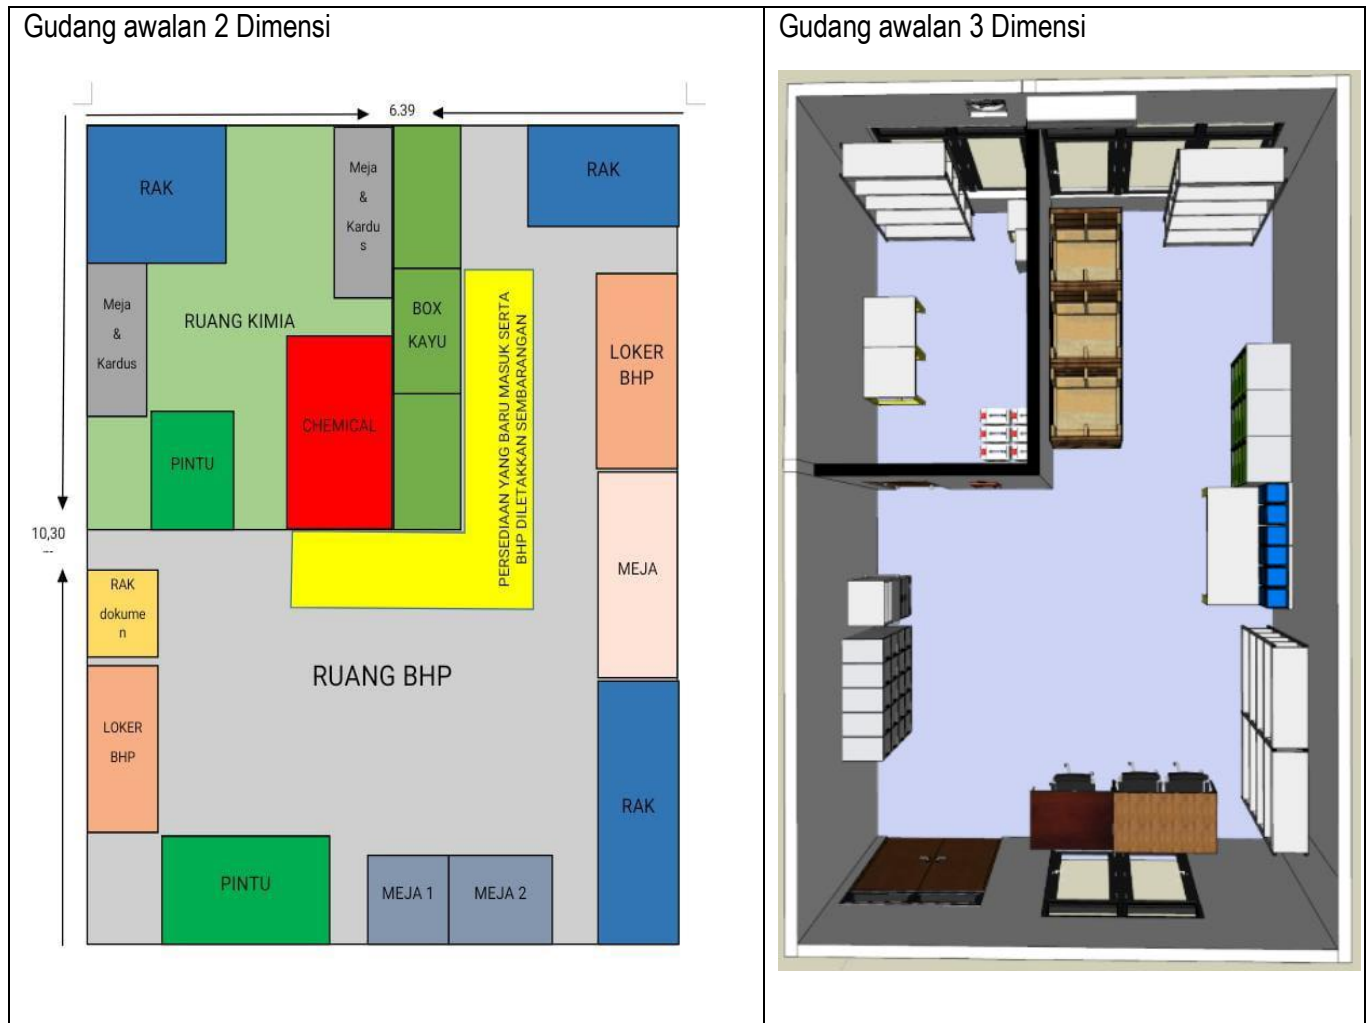 Gudang awalan 2 Dimensi
Gudang awalan 3 Dimensi
6.39
RAK
Meja
&
Kardu
s
RAK
Meja
&
Kardus
RUANG KIMIA
BOX
KAYU
PERSEDIAAN YANG BARU MASUK SERTA
BHP DILETAKKAN SEMBARANGAN
LOKER
BHP
CHEMICAL
PINTU
10,30
--
RAK
dokume
n
MEJA
RUANG BHP
LOKER
BHP
RAK
PINTU
MEJA 1
MEJA 2